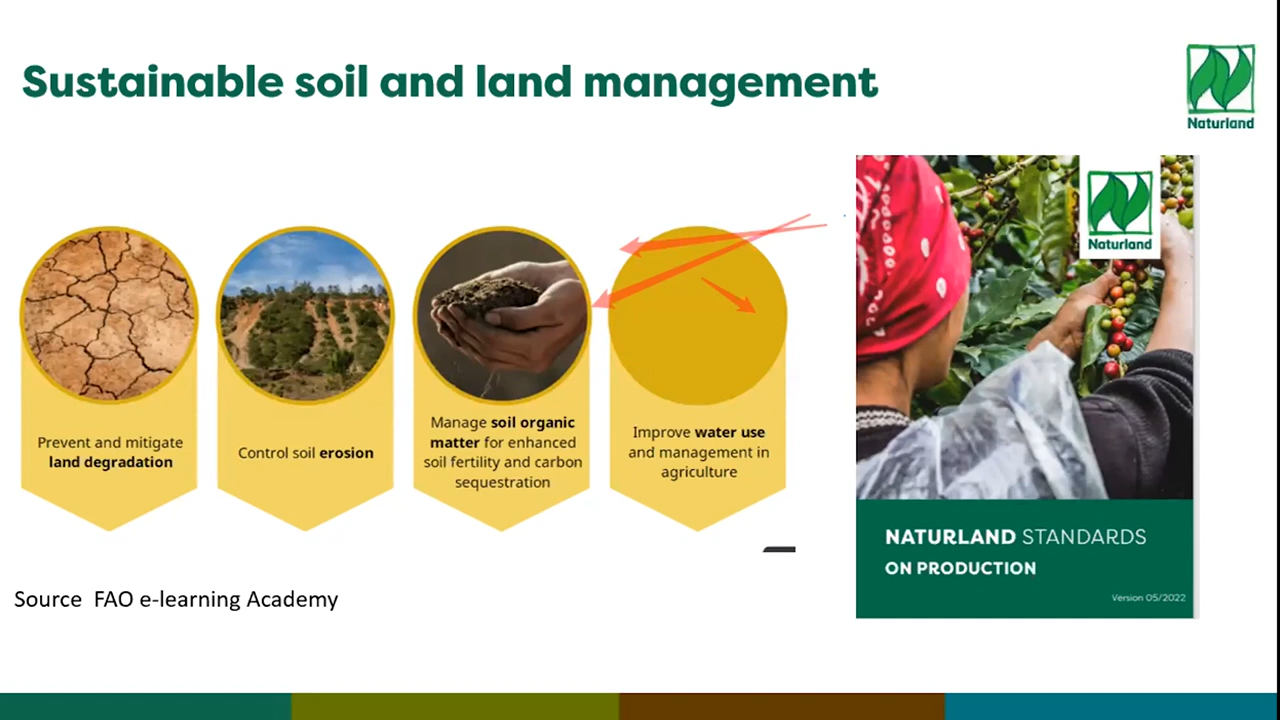 Sustainable soil and land management
Naturland
Naturland
Prevent and mitigate
land degradation
Control soil erosion
Manage soil organic
matter for enhanced
soil fertility and carbon
sequestration
Improve water use
and management in
agriculture
NATURLAND STANDARDS
ON PRODUCTION
Version 05/2022
Source FAO e-learning Academy